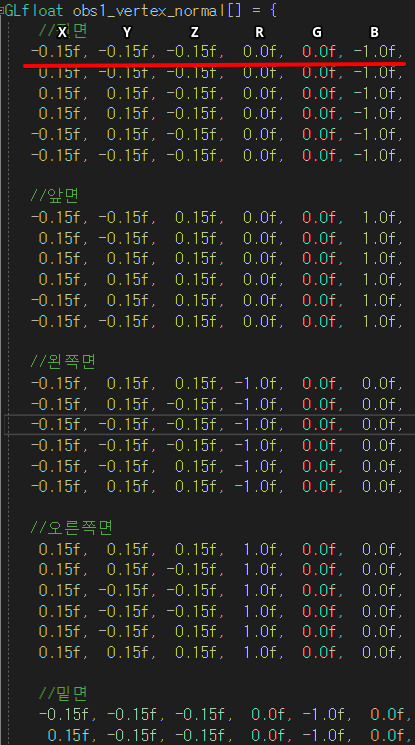 GLfloat obs1_vertex_normal[] = {
X Y Z R G B
-0.15f, -0.15f, -0.15f, 0.0f, 0.0f, -1.0f,
0.15f, -0.15f, -0.15f, 0.0f, 0.0f, -1.0f,
0.15f, 0.15f, -0.15f, 0.0f, 0.0f, -1.0f,
0.15f, 0.15f, -0.15f, 0.0f, 0.0f, -1.0f,
-0.15f, 0.15f, -0.15f, 0.0f, 0.0f, -1.0f,
-0.15f, -0.15f, -0.15f, 0.0f, 0.0f, -1.0f,
//앞면
-0.15f, -0.15f, 0.15f, 0.0f, 0.0f, 1.0f,
0.15f, -0.15f, 0.15f, 0.0f, 0.0f, 1.0f,
0.15f, 0.15f, 0.15f, 0.0f, 0.0f, 1.0f,
0.15f, 0.15f, 0.15f, 0.0f, 0.0f, 1.0f,
-0.15f, 0.15f, 0.15f, 0.0f, 0.0f, 1.0f,
-0.15f, -0.15f, 0.15f, 0.0f, 0.0f, 1.0f,
//왼쪽면
-0.15f, 0.15f, 0.15f, -1.0f, 0.0f, 0.0f,
-0.15f, 0.15f, -0.15f, -1.0f, 0.0f, 0.0f,
-0.15f, -0.15f, -0.15f, -1.0f, 0.0f, 0.0f,
-0.15f, -0.15f, -0.15f, -1.0f, 0.0f, 0.0f,
-0.15f, -0.15f, 0.15f, -1.0f, 0.0f, 0.0f,
-0.15f, 0.15f, 0.15f, -1.0f, 0.0f, 0.0f,
//오른쪽면
0.15f, 0.15f, 0.15f, 1.0f, 0.0f, 0.0f,
0.15f, 0.15f, -0.15f, 1.0f, 0.0f, 0.0f,
0.15f, -0.15f, -0.15f, 1.0f, 0.0f, 0.0f,
0.15f, -0.15f, -0.15f, 1.0f, 0.0f, 0.0f,
0.15f, -0.15f, 0.15f, 1.0f, 0.0f, 0.0f,
0.15f, 0.15f, 0.15f, 1.0f, 0.0f, 0.0f,
//밑면
-0.15f, -0.15f, -0.15f, 0.0f, -1.0f, 0.0f,
0.15f, -0.15f, -0.15f, 0.0f, -1.0f, 0.0f,